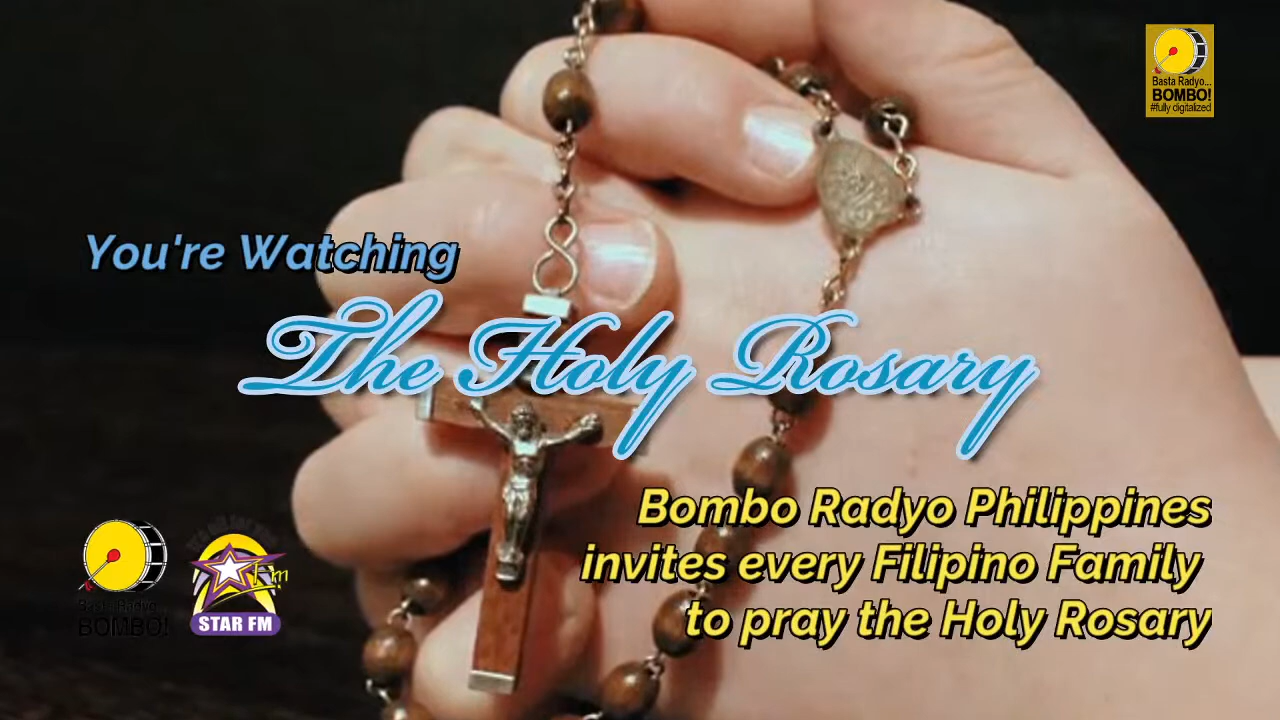 Basta Radyo...
BOMBO!
#fully digitalized
You're Watching
The Holy Rosary
Bombo Radyo Philippines
invites every Filipino Family
to pray the Holy Rosary
Basta Radyo...
BOMBO!
Fm
STAR FM